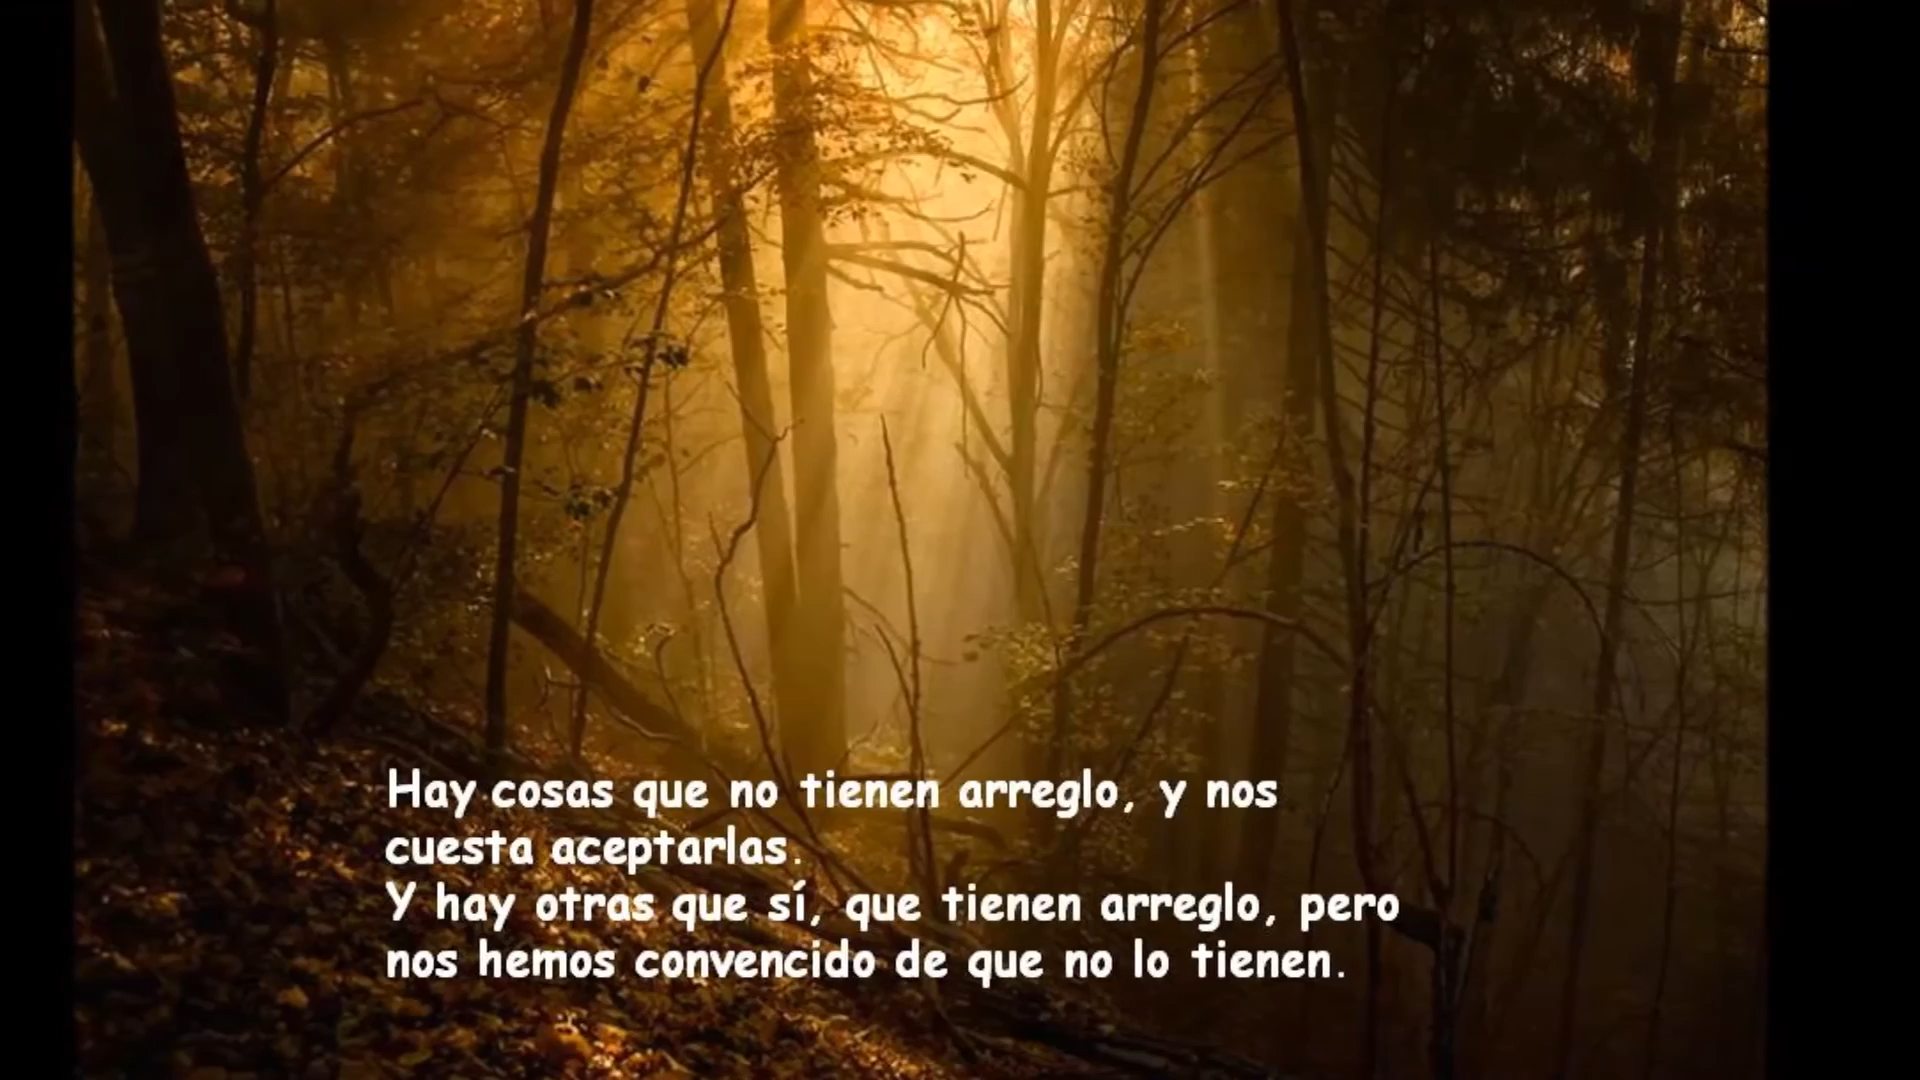 Hay cosas que no tienen arreglo, y nos
cuesta aceptarlas.
Y hay otras que sí, que tienen arreglo, pero
nos hemos convencido de que no lo tienen.